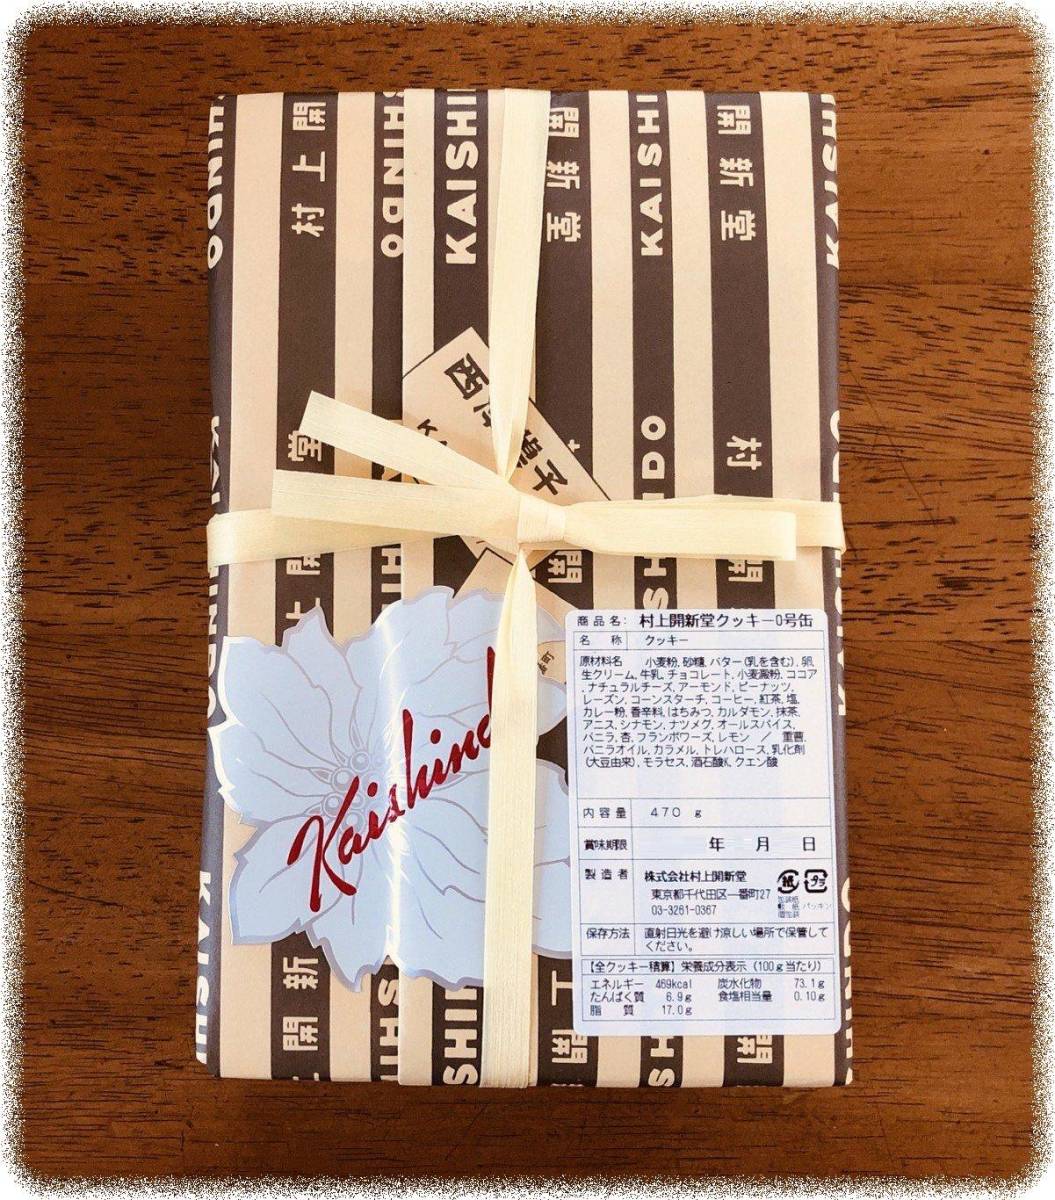 KAISHINDO
村上開新堂
西洋菓子
Kaishindo
商品名： 村上開新堂クッキー0号缶
名 称 クッキー
原材料名 小麦粉, 砂糖, バター(乳を含む), 卵,
生クリーム, 牛乳, チョコレート, 小麦澱粉, ココア
, ナチュラルチーズ, アーモンド, ピーナッツ,
レーズン, コーンスターチ, コーヒー, 紅茶, 塩,
カレー粉, 香辛料, はちみつ, カルダモン, 抹茶,
アニス, シナモン, ナツメグ, オールスパイス,
バニラ, 杏, フランボワーズ, レモン ／ 重曹,
バニラオイル, カラメル, トレハロース, 乳化剤
(大豆由来), モラセス, 酒石酸K, クエン酸
内容量 470 g
賞味期限 年 月 日
製造者 株式会社村上開新堂
東京都千代田区一番町27
03-3261-0367
紙 プラ
パッキン
保存方法 直射日光を避け涼しい場所で保管して
ください。
【全クッキー積算】栄養成分表示（100g当たり）
エネルギー 469kcal 炭水化物 73.1g
たんぱく質 6.9g 食塩相当量 0.10g
脂 質 17.0g